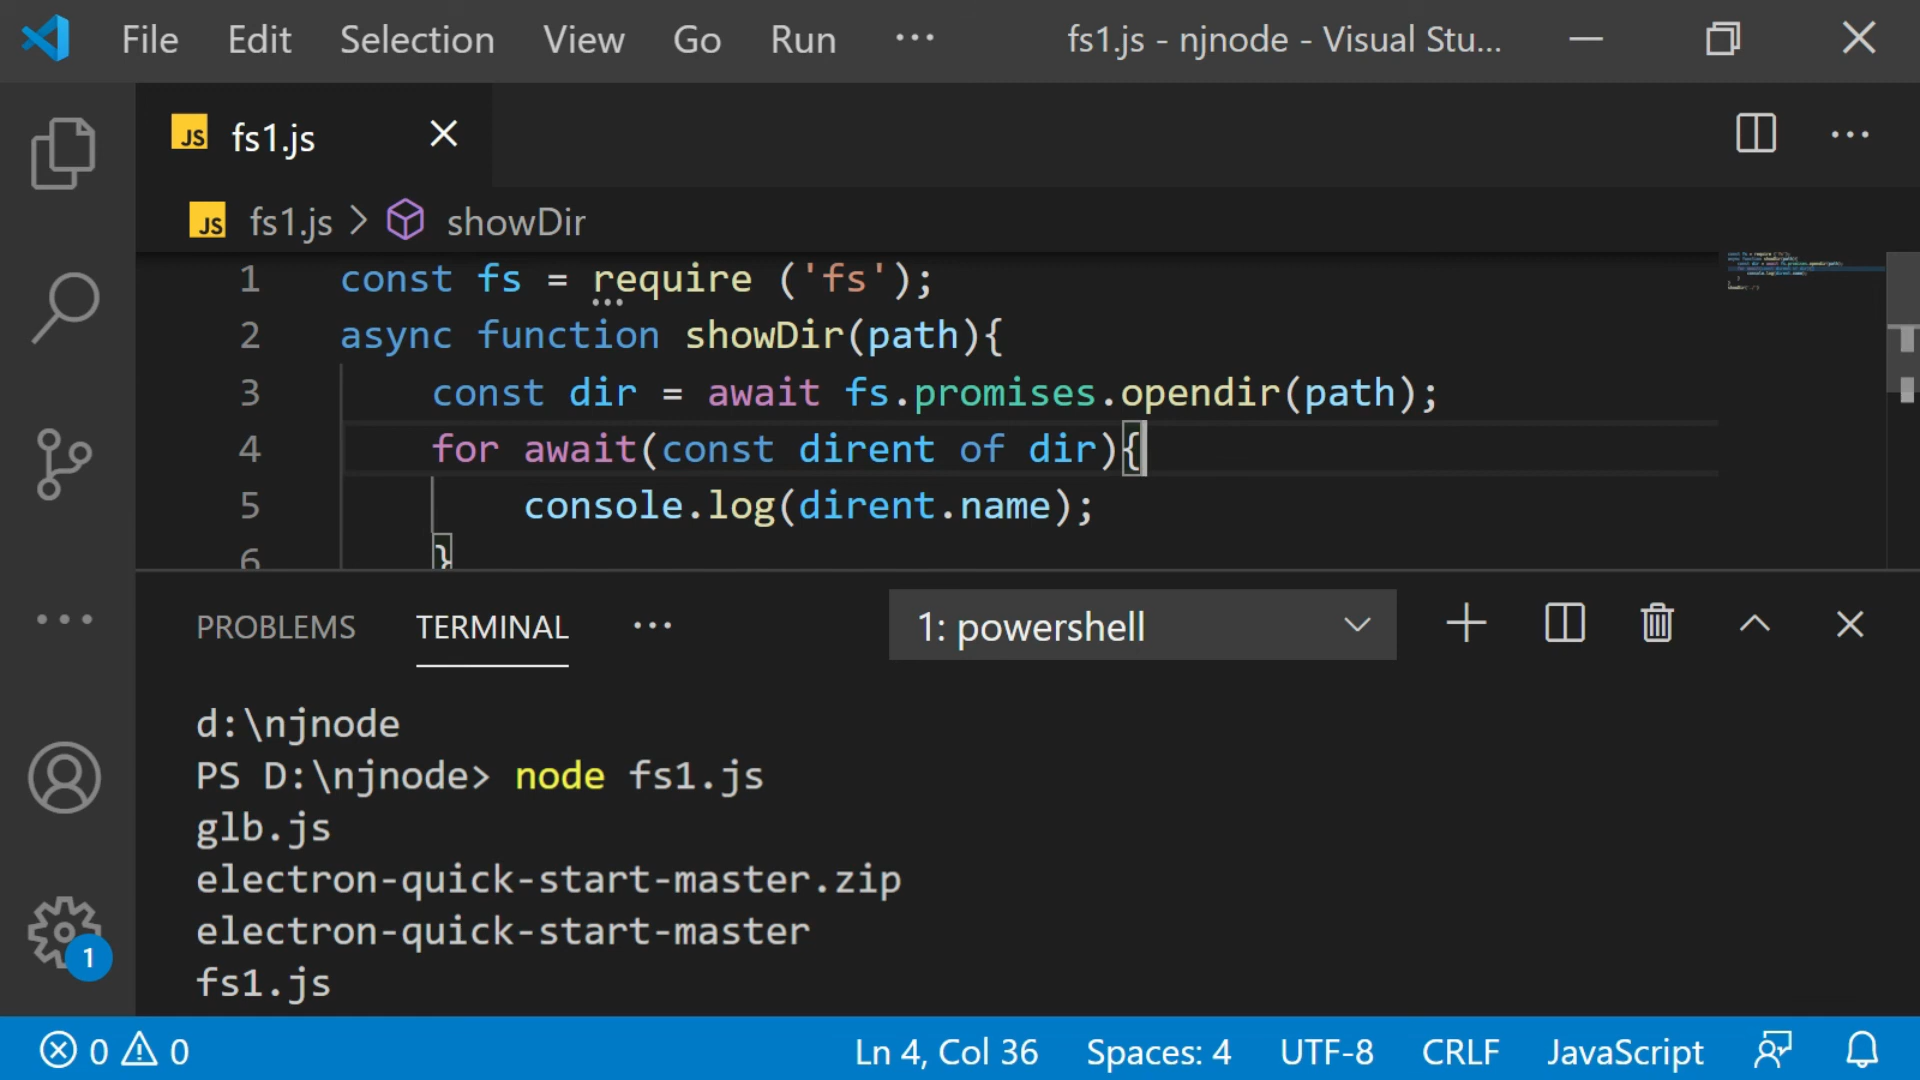 File Edit Selection View Go Run ··· fs1.js - njnode - Visual Stu...
JS fs1.js
JS fs1.js > showDir
1 const fs = require ('fs');
2 async function showDir(path){
3 const dir = await fs.promises.opendir(path);
4 for await(const dirent of dir){
5 console.log(dirent.name);
6 }
PROBLEMS TERMINAL ··· 1: powershell
d:\njnode
PS D:\njnode> node fs1.js
glb.js
electron-quick-start-master.zip
electron-quick-start-master
fs1.js
1
0 0 Ln 4, Col 36 Spaces: 4 UTF-8 CRLF JavaScript